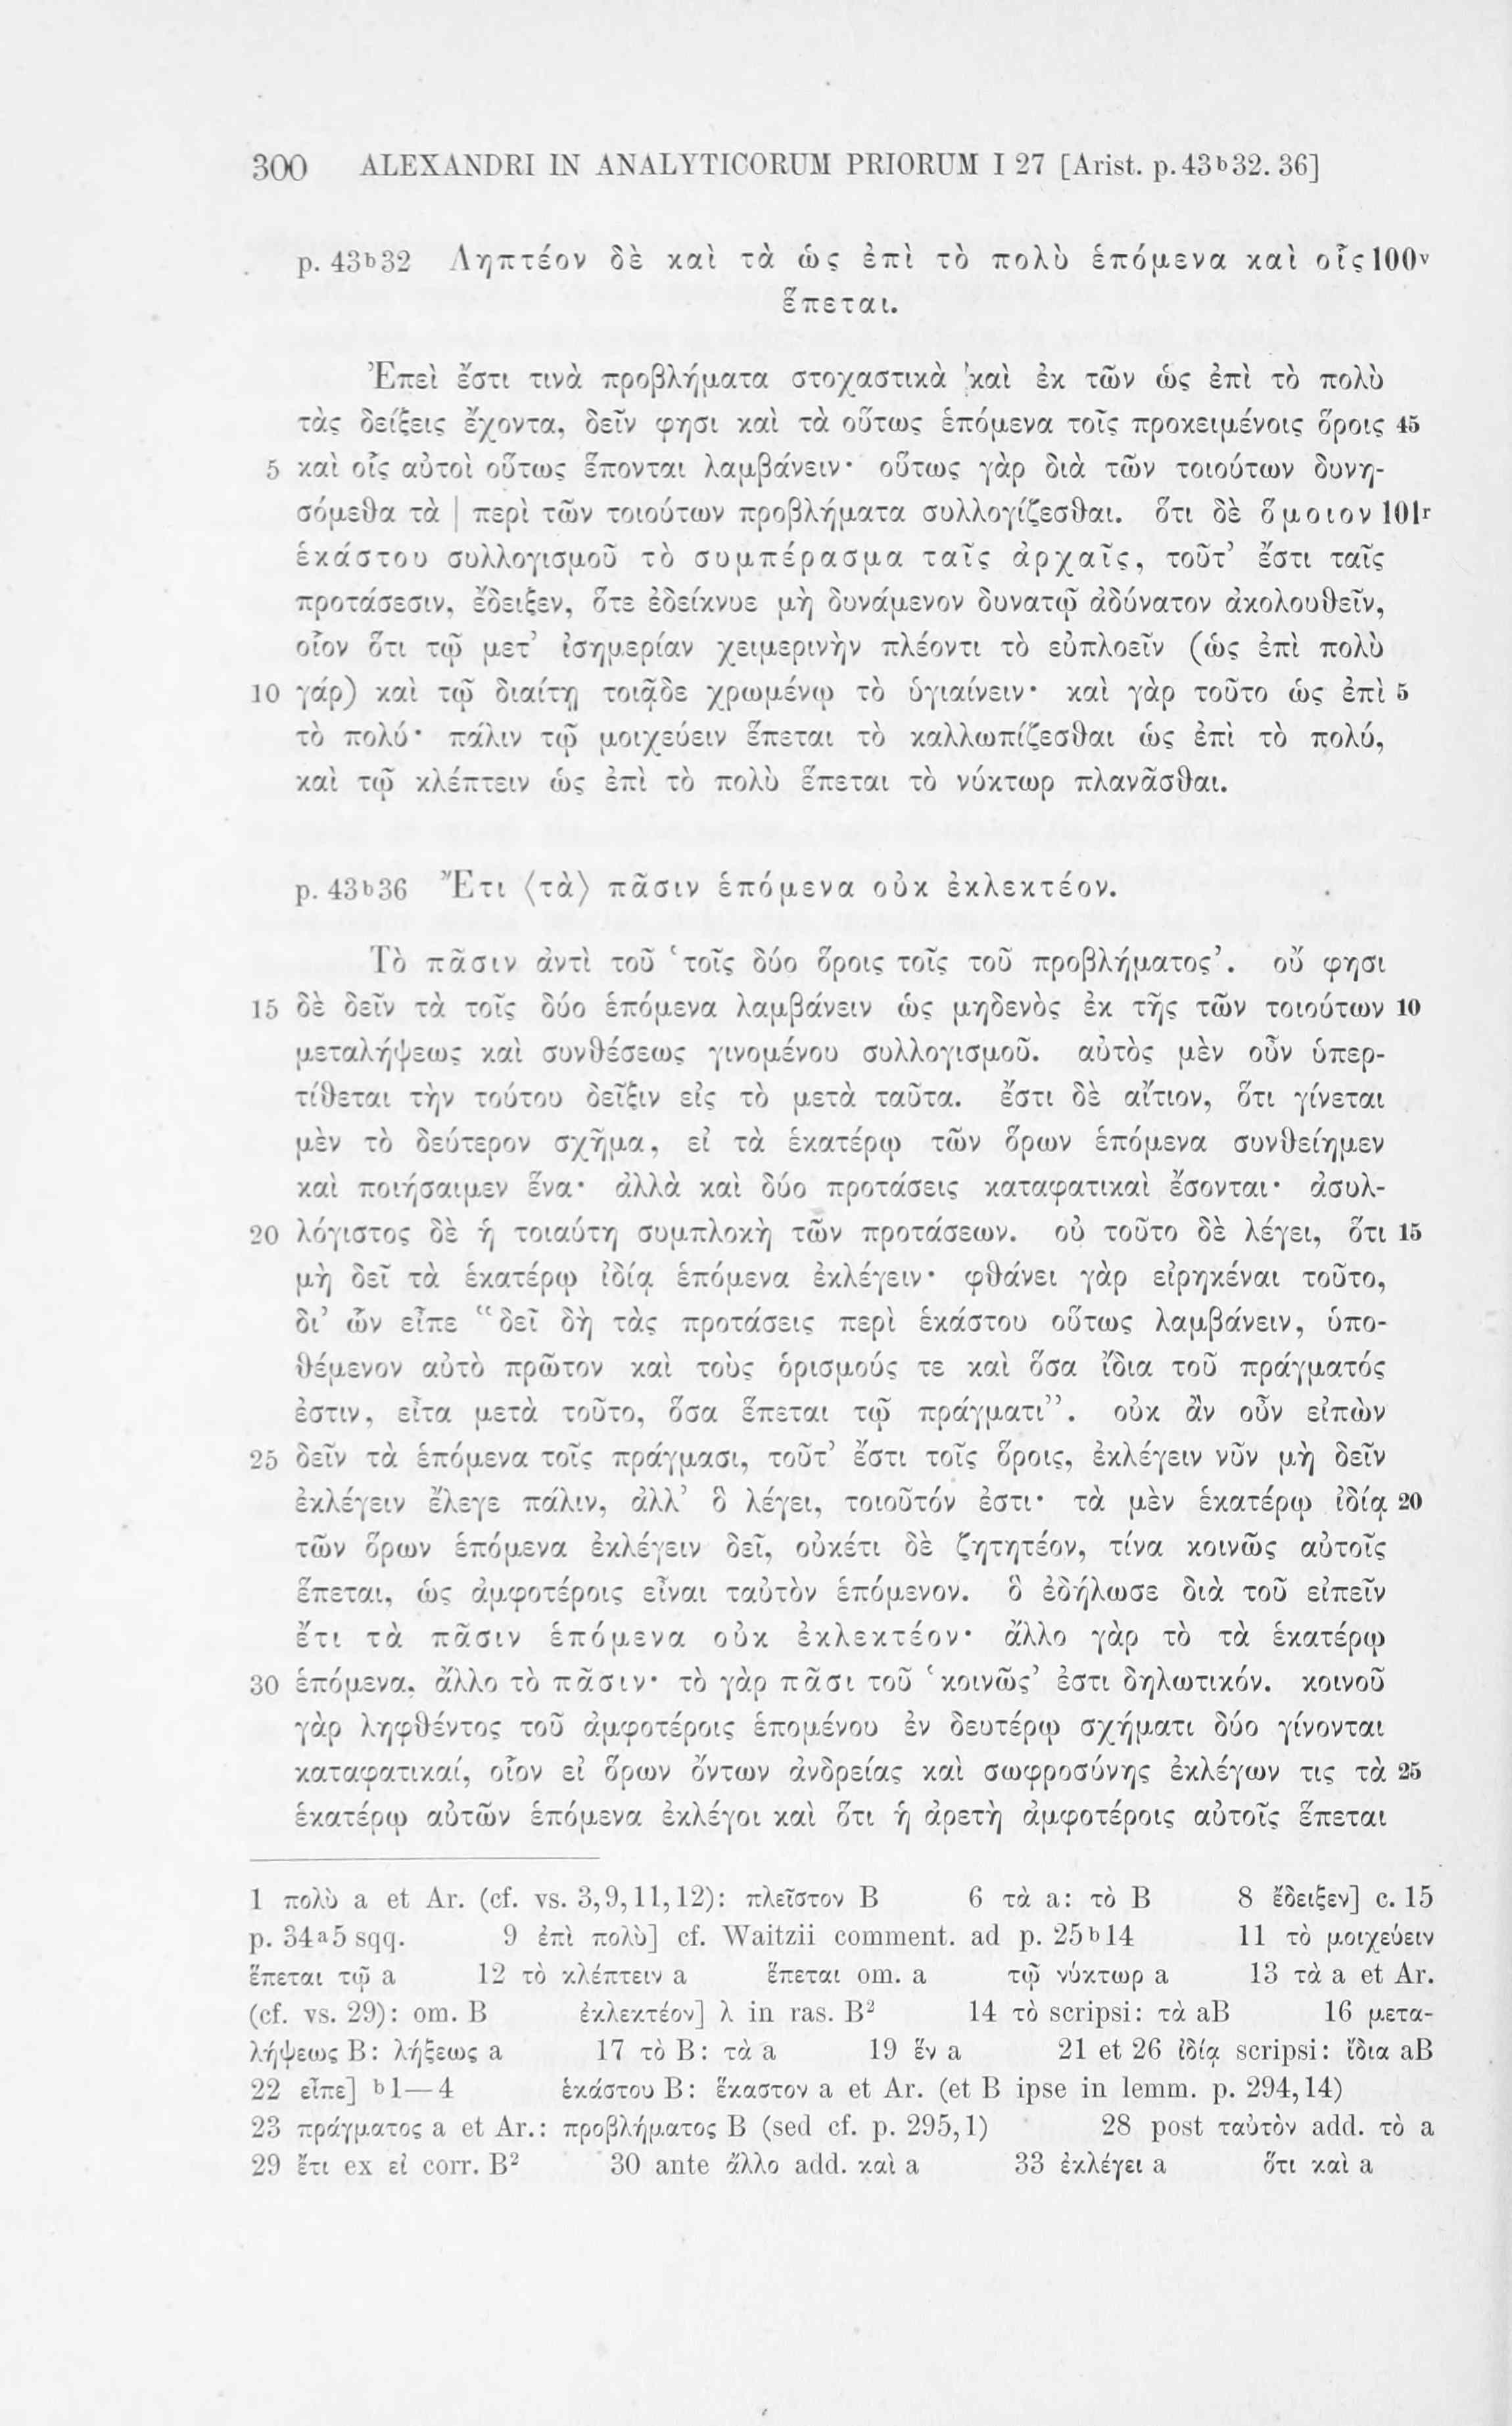 300 ALEXANDRI IN ANALYTICORUM PRIORUM I 27 [Arist. p. 43b32. 36]
p. 43b32 Ληπτέον δὲ καὶ τὰ ὡς ἐπὶ τὸ πολὺ ἑπόμενα καὶ οἷς 100v
ἕπεται.
Ἐπεὶ ἔστι τινὰ προβλήματα στοχαστικὰ καὶ ἐκ τῶν ὡς ἐπὶ τὸ πολὺ
τὰς δείξεις ἔχοντα, δεῖν φησι καὶ τὰ οὕτως ἑπόμενα τοῖς προκειμένοις ὅροις 45
5 καὶ οἷς αὐτοὶ οὕτως ἕπονται λαμβάνειν· οὕτως γὰρ διὰ τῶν τοιούτων δυνη-
σόμεθα τὰ | περὶ τῶν τοιούτων προβλήματα συλλογίζεσθαι. ὅτι δὲ ὅμοιον 101r
ἑκάστου συλλογισμοῦ τὸ συμπέρασμα ταῖς ἀρχαῖς, τοῦτ’ ἔστι ταῖς
προτάσεσιν, ἔδειξεν, ὅτε ἐδείκνυε μὴ δυνάμενον δυνατῷ ἀδύνατον ἀκολουθεῖν,
οἷον ὅτι τῷ μετ’ ἰσημερίαν χειμερινὴν πλέοντι τὸ εὐπλοεῖν (ὡς ἐπὶ πολὺ
10 γάρ) καὶ τῷ διαίτῃ τοιᾷδε χρωμένῳ τὸ ὑγιαίνειν· καὶ γὰρ τοῦτο ὡς ἐπὶ 5
τὸ πολύ· πάλιν τῷ μοιχεύειν ἕπεται τὸ καλλωπίζεσθαι ὡς ἐπὶ τὸ πολύ,
καὶ τῷ κλέπτειν ὡς ἐπὶ τὸ πολὺ ἕπεται τὸ νύκτωρ πλανᾶσθαι.
p. 43b36 Ἔτι ⟨τὰ⟩ πᾶσιν ἑπόμενα οὐκ ἐκλεκτέον.
Τὸ πᾶσιν ἀντὶ τοῦ ‘τοῖς δύο ὅροις τοῖς τοῦ προβλήματος’. οὔ φησι
15 δὲ δεῖν τὰ τοῖς δύο ἑπόμενα λαμβάνειν ὡς μηδενὸς ἐκ τῆς τῶν τοιούτων 10
μεταλήψεως καὶ συνθέσεως γινομένου συλλογισμοῦ. αὐτὸς μὲν οὖν ὑπερ-
τίθεται τὴν τούτου δεῖξιν εἰς τὸ μετὰ ταῦτα. ἔστι δὲ αἴτιον, ὅτι γίνεται
μὲν τὸ δεύτερον σχῆμα, εἰ τὰ ἑκατέρῳ τῶν ὅρων ἑπόμενα συνθείημεν
καὶ ποιήσαιμεν ἕνα· ἀλλὰ καὶ δύο προτάσεις καταφατικαὶ ἔσονται· ἀσυλ-
20 λόγιστος δὲ ἡ τοιαύτη συμπλοκὴ τῶν προτάσεων. οὐ τοῦτο δὲ λέγει, ὅτι 15
μὴ δεῖ τὰ ἑκατέρῳ ἰδίᾳ ἑπόμενα ἐκλέγειν· φθάνει γὰρ εἰρηκέναι τοῦτο,
δι’ ὧν εἶπε “δεῖ δὴ τὰς προτάσεις περὶ ἑκάστου οὕτως λαμβάνειν, ὑπο-
θέμενον αὐτὸ πρῶτον καὶ τοὺς ὁρισμούς τε καὶ ὅσα ἴδια τοῦ πράγματός
ἐστιν, εἶτα μετὰ τοῦτο, ὅσα ἕπεται τῷ πράγματι”. οὐκ ἂν οὖν εἰπὼν
25 δεῖν τὰ ἑπόμενα τοῖς πράγμασι, τοῦτ’ ἔστι τοῖς ὅροις, ἐκλέγειν νῦν μὴ δεῖν
ἐκλέγειν ἔλεγε πάλιν, ἀλλ’ ὃ λέγει, τοιοῦτόν ἐστι· τὰ μὲν ἑκατέρῳ ἰδίᾳ 20
τῶν ὅρων ἑπόμενα ἐκλέγειν δεῖ, οὐκέτι δὲ ζητητέον, τίνα κοινῶς αὐτοῖς
ἕπεται, ὡς ἀμφοτέροις εἶναι ταὐτὸν ἑπόμενον. ὃ ἐδήλωσε διὰ τοῦ εἰπεῖν
ἔτι τὰ πᾶσιν ἑπόμενα οὐκ ἐκλεκτέον· ἄλλο γὰρ τὸ τὰ ἑκατέρῳ
30 ἑπόμενα, ἄλλο τὸ πᾶσιν· τὸ γὰρ πᾶσι τοῦ ‘κοινῶς’ ἐστι δηλωτικόν. κοινοῦ
γὰρ ληφθέντος τοῦ ἀμφοτέροις ἑπομένου ἐν δευτέρῳ σχήματι δύο γίνονται
καταφατικαί, οἷον εἰ ὅρων ὄντων ἀνδρείας καὶ σωφροσύνης ἐκλέγων τις τὰ 25
ἑκατέρῳ αὐτῶν ἑπόμενα ἐκλέγοι καὶ ὅτι ἡ ἀρετὴ ἀμφοτέροις αὐτοῖς ἕπεται
1 πολὺ a et Ar. (cf. vs. 3,9,11,12): πλεῖστον B 6 τὰ a: τὸ B 8 ἔδειξεν] c. 15
p. 34a5 sqq. 9 ἐπὶ πολὺ] cf. Waitzii comment. ad p. 25b14 11 τὸ μοιχεύειν
ἕπεται τῷ a 12 τὸ κλέπτειν a ἕπεται om. a τῷ νύκτωρ a 13 τὰ a et Ar.
(cf. vs. 29): om. B ἐκλεκτέον] λ in ras. B2 14 τὸ scripsi: τὰ aB 16 μετα-
λήψεως B: λήξεως a 17 τὸ B: τὰ a 19 ἕν a 21 et 26 ἰδίᾳ scripsi: ἴδια aB
22 εἶπε] b1—4 ἑκάστου B: ἕκαστον a et Ar. (et B ipse in lemm. p. 294,14)
23 πράγματος a et Ar.: προβλήματος B (sed cf. p. 295,1) 28 post ταὐτὸν add. τὸ a
29 ἔτι ex εἰ corr. B2 30 ante ἄλλο add. καὶ a 33 ἐκλέγει a ὅτι καὶ a